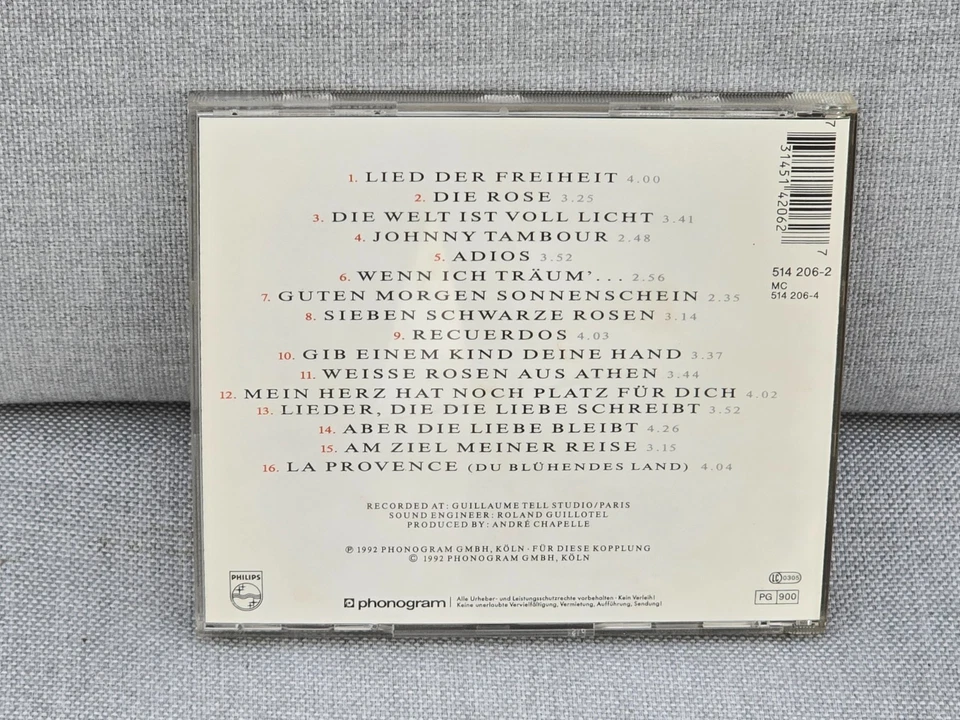 1. LIED DER FREIHEIT 4.00
2. DIE ROSE 3.25
3. DIE WELT IST VOLL LICHT 3.41
4. JOHNNY TAMBOUR 2.48
5. ADIOS 3.52
6. WENN ICH TRÄUM'... 2.56
7. GUTEN MORGEN SONNENSCHEIN 2.35
8. SIEBEN SCHWARZE ROSEN 3.14
9. RECUERDOS 4.03
10. GIB EINEM KIND DEINE HAND 3.37
11. WEISSE ROSEN AUS ATHEN 3.44
12. MEIN HERZ HAT NOCH PLATZ FÜR DICH 4.02
13. LIEDER, DIE DIE LIEBE SCHREIBT 3.52
14. ABER DIE LIEBE BLEIBT 4.26
15. AM ZIEL MEINER REISE 3.15
16. LA PROVENCE (DU BLÜHENDES LAND) 4.04
7 31451 42062 7
514 206-2
MC
514 206-4
RECORDED AT: GUILLAUME TELL STUDIO/PARIS
SOUND ENGINEER: ROLAND GUILLOTEL
PRODUCED BY: ANDRÉ CHAPELLE
℗ 1992 PHONOGRAM GMBH, KÖLN · FÜR DIESE KOPPLUNG
© 1992 PHONOGRAM GMBH, KÖLN
PHILIPS
phonogram
Alle Urheber- und Leistungsschutzrechte vorbehalten · Kein Verleih!
Keine unerlaubte Vervielfältigung, Vermietung, Aufführung, Sendung!
LC 0305
PG 900